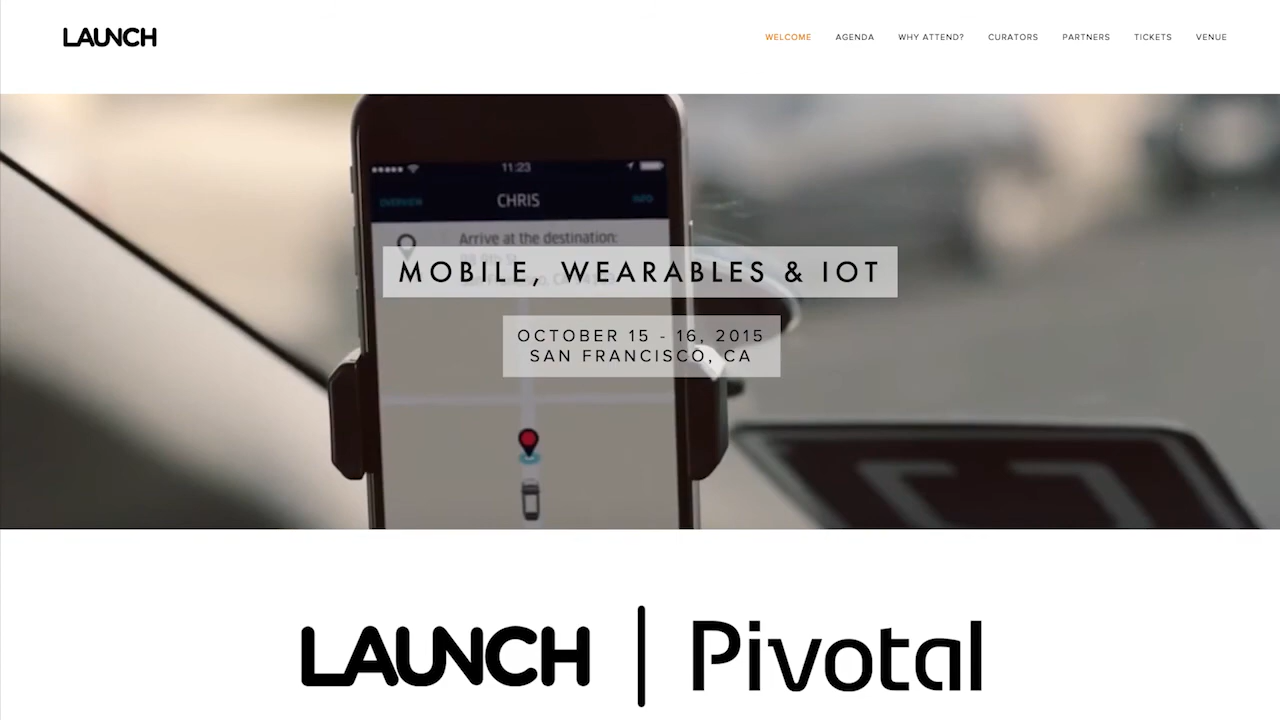 LAUNCH
WELCOME AGENDA WHY ATTEND? CURATORS PARTNERS TICKETS VENUE
11:23
OVERVIEW CHRIS INFO
Arrive at the destination:
MOBILE, WEARABLES & IOT
OCTOBER 15 - 16, 2015
SAN FRANCISCO, CA
LAUNCH | Pivotal